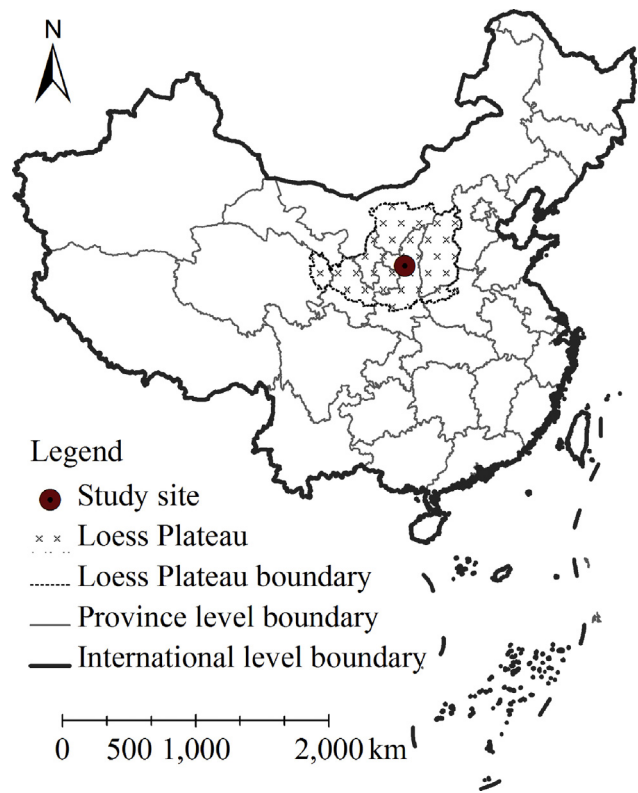 N
Legend
Study site
Loess Plateau
Loess Plateau boundary
Province level boundary
International level boundary
0 500 1,000 2,000 km